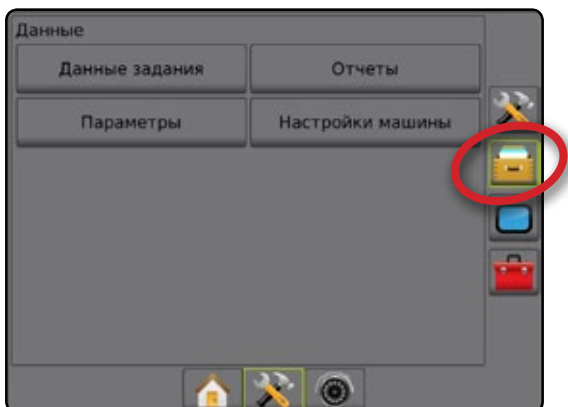 Данные
Данные задания
Отчеты
Параметры
Настройки машины